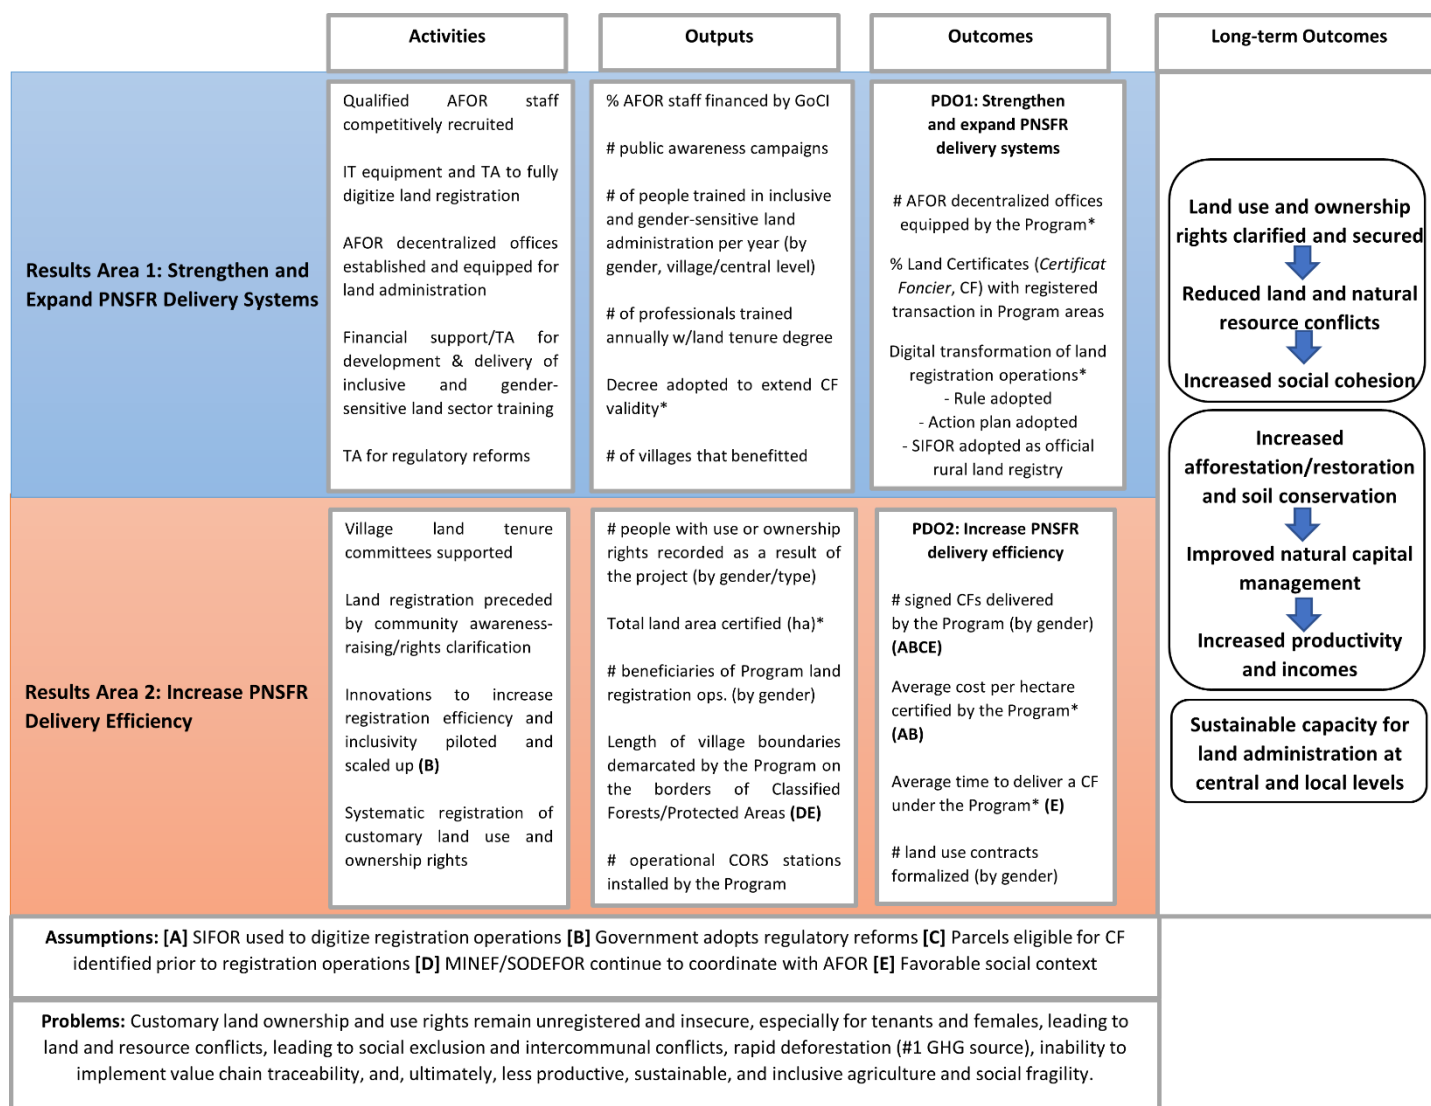 Activities
Outputs
Outcomes
Long-term Outcomes
Results Area 1: Strengthen and
Expand PNSFR Delivery Systems
Qualified AFOR staff
competitively recruited
IT equipment and TA to fully
digitize land registration
AFOR decentralized offices
established and equipped for
land administration
Financial support/TA for
development & delivery of
inclusive and gender-
sensitive land sector training
TA for regulatory reforms
% AFOR staff financed by GoCI
# public awareness campaigns
# of people trained in inclusive
and gender-sensitive land
administration per year (by
gender, village/central level)
# of professionals trained
annually w/land tenure degree
Decree adopted to extend CF
validity*
# of villages that benefitted
PDO1: Strengthen
and expand PNSFR
delivery systems
# AFOR decentralized offices
equipped by the Program*
% Land Certificates (Certificat
Foncier, CF) with registered
transaction in Program areas
Digital transformation of land
registration operations*
- Rule adopted
- Action plan adopted
- SIFOR adopted as official
rural land registry
Results Area 2: Increase PNSFR
Delivery Efficiency
Village land tenure
committees supported
Land registration preceded
by community awareness-
raising/rights clarification
Innovations to increase
registration efficiency and
inclusivity piloted and
scaled up (B)
Systematic registration of
customary land use and
ownership rights
# people with use or ownership
rights recorded as a result of
the project (by gender/type)
Total land area certified (ha)*
# beneficiaries of Program land
registration ops. (by gender)
Length of village boundaries
demarcated by the Program on
the borders of Classified
Forests/Protected Areas (DE)
# operational CORS stations
installed by the Program
PDO2: Increase PNSFR
delivery efficiency
# signed CFs delivered
by the Program (by gender)
(ABCE)
Average cost per hectare
certified by the Program*
(AB)
Average time to deliver a CF
under the Program* (E)
# land use contracts
formalized (by gender)
Land use and ownership
rights clarified and secured
Reduced land and natural
resource conflicts
Increased social cohesion
Increased
afforestation/restoration
and soil conservation
Improved natural capital
management
Increased productivity
and incomes
Sustainable capacity for
land administration at
central and local levels
Assumptions: [A] SIFOR used to digitize registration operations [B] Government adopts regulatory reforms [C] Parcels eligible for CF
identified prior to registration operations [D] MINEF/SODEFOR continue to coordinate with AFOR [E] Favorable social context
Problems: Customary land ownership and use rights remain unregistered and insecure, especially for tenants and females, leading to
land and resource conflicts, leading to social exclusion and intercommunal conflicts, rapid deforestation (#1 GHG source), inability to
implement value chain traceability, and, ultimately, less productive, sustainable, and inclusive agriculture and social fragility.